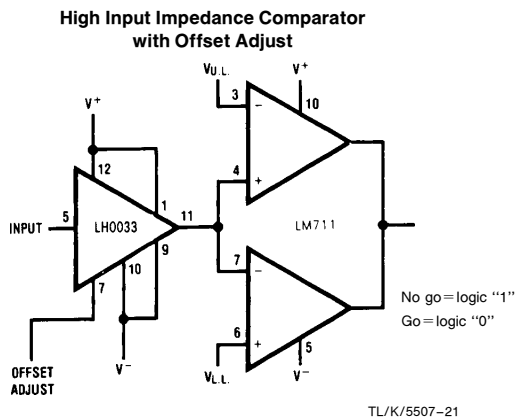 High Input Impedance Comparator
with Offset Adjust
VU.L.
V+
3
−
10
V+
12
4
+
1
INPUT
5
LH0033
11
LM711
9
10
7
7
−
No go=logic “1”
Go=logic “0”
6
+
5
OFFSET
ADJUST
V−
VL.L.
V−
TL/K/5507–21